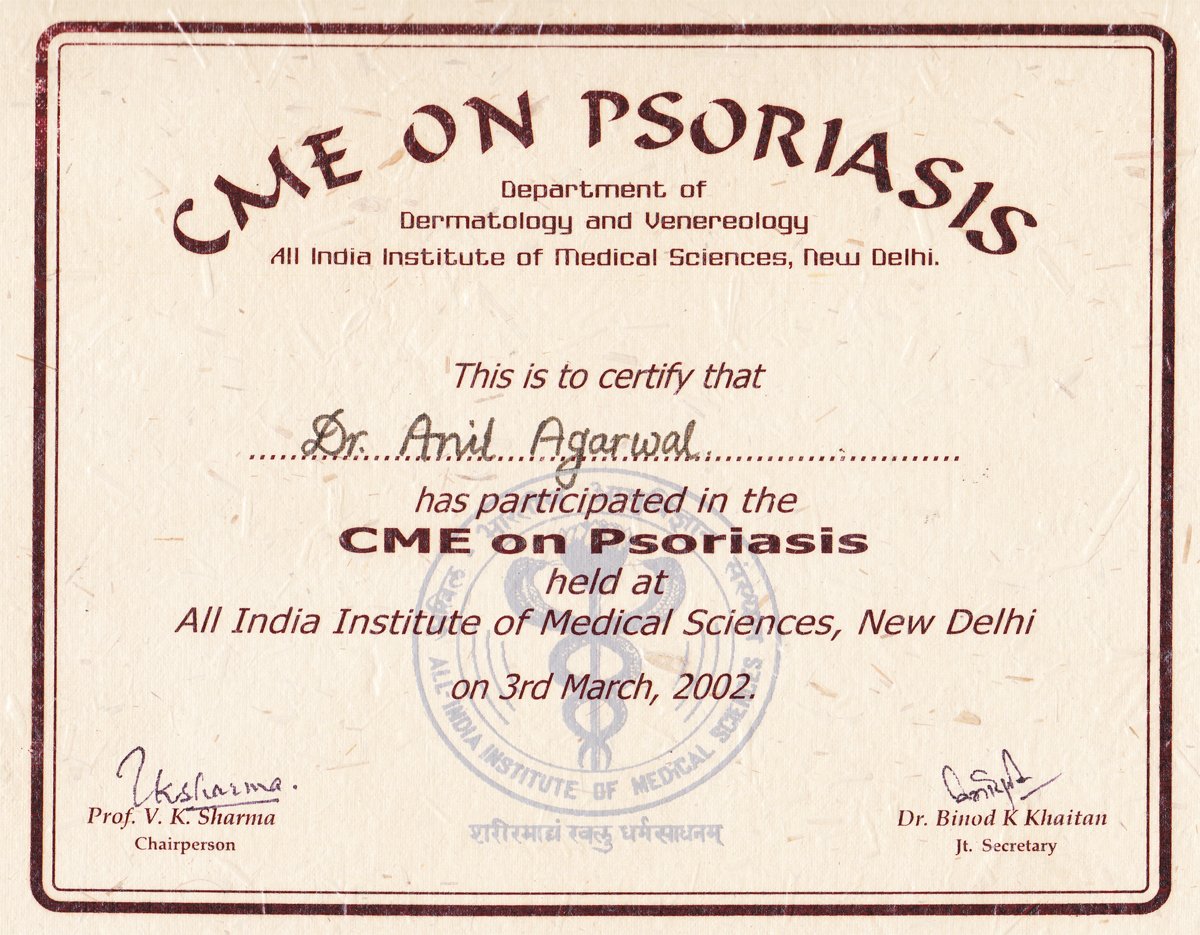 CME ON PSORIASIS
Department of
Dermatology and Venereology
All India Institute of Medical Sciences, New Delhi.
This is to certify that
Dr. Anil Agarwal
has participated in the
CME on Psoriasis
held at
All India Institute of Medical Sciences, New Delhi
on 3rd March, 2002.
ALL INDIA INSTITUTE OF MEDICAL SCIENCES
शरीरमाद्यं खलु धर्मसाधनम्
VKSharma.
Prof. V. K. Sharma
Chairperson
Dr. Binod K Khaitan
Jt. Secretary